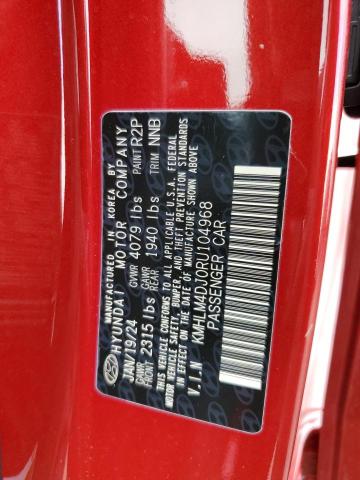 MANUFACTURED IN KOREA BY
HYUNDAI MOTOR COMPANY
JAN/19/24 GVWR 4079 lbs PAINT R2P
GAWR FRONT 2315 lbs GAWR REAR 1940 lbs TRIM NNB
THIS VEHICLE CONFORMS TO ALL APPLICABLE U.S.A FEDERAL
MOTOR VEHICLE SAFETY, BUMPER, AND THEFT PREVENTION STANDARDS
IN EFFECT ON THE DATE OF MANUFACTURE SHOWN ABOVE
V.I.N KMHLM4DJ0RU104968
PASSENGER CAR